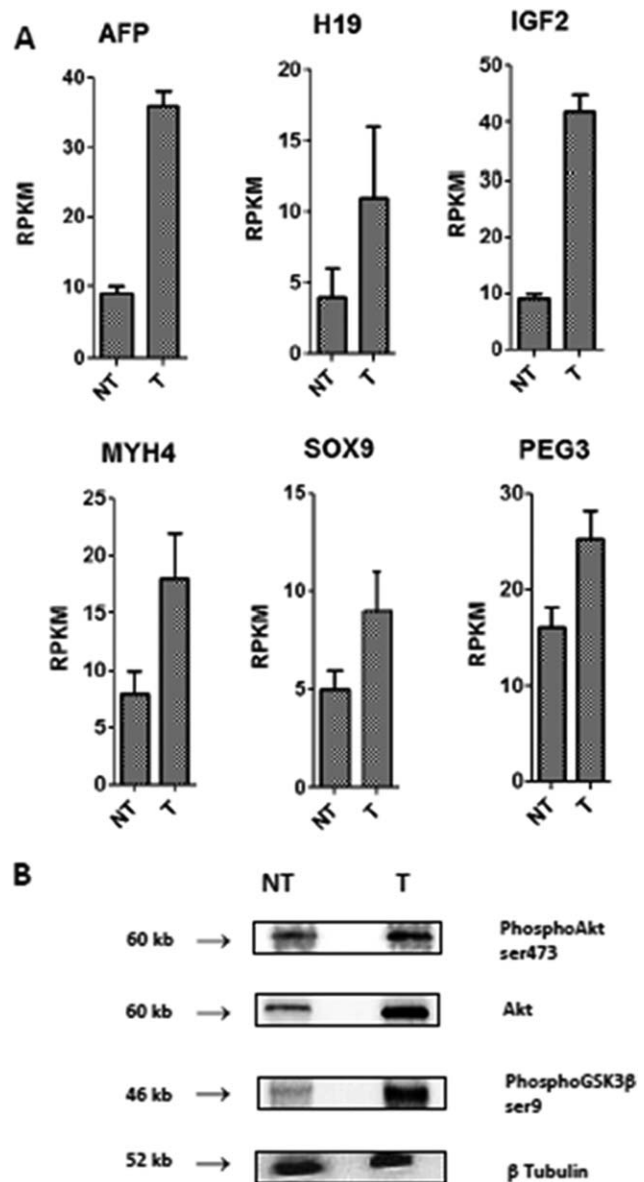 A
AFP
H19
IGF2
RPKM
40
30
20
10
0
NT
T
RPKM
20
15
10
5
0
NT
T
RPKMI
50
40
30
20
10
0
NT
T
MYH4
SOX9
PEG3
RPKM
25
20
15
10
5
0
NT
T
RPKM
15
10
5
0
NT
T
RPKM
30
20
10
0
NT
T
B
NT T
60 kb → PhosphoAkt
ser473
60 kb → Akt
46 kb → PhosphoGSK3β
ser9
52 kb → β Tubulin